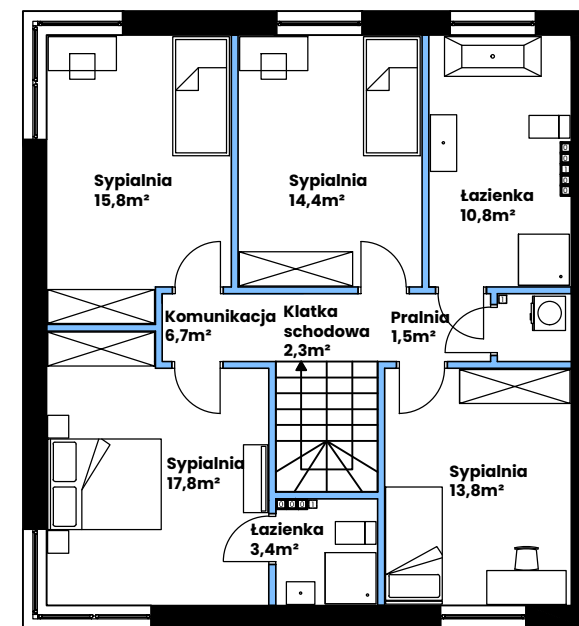 Sypialnia
15,8m²
Sypialnia
14,4m²
Łazienka
10,8m²
Komunikacja
6,7m²
Klatka
schodowa
2,3m²
Pralnia
1,5m²
Sypialnia
17,8m²
Łazienka
3,4m²
Sypialnia
13,8m²